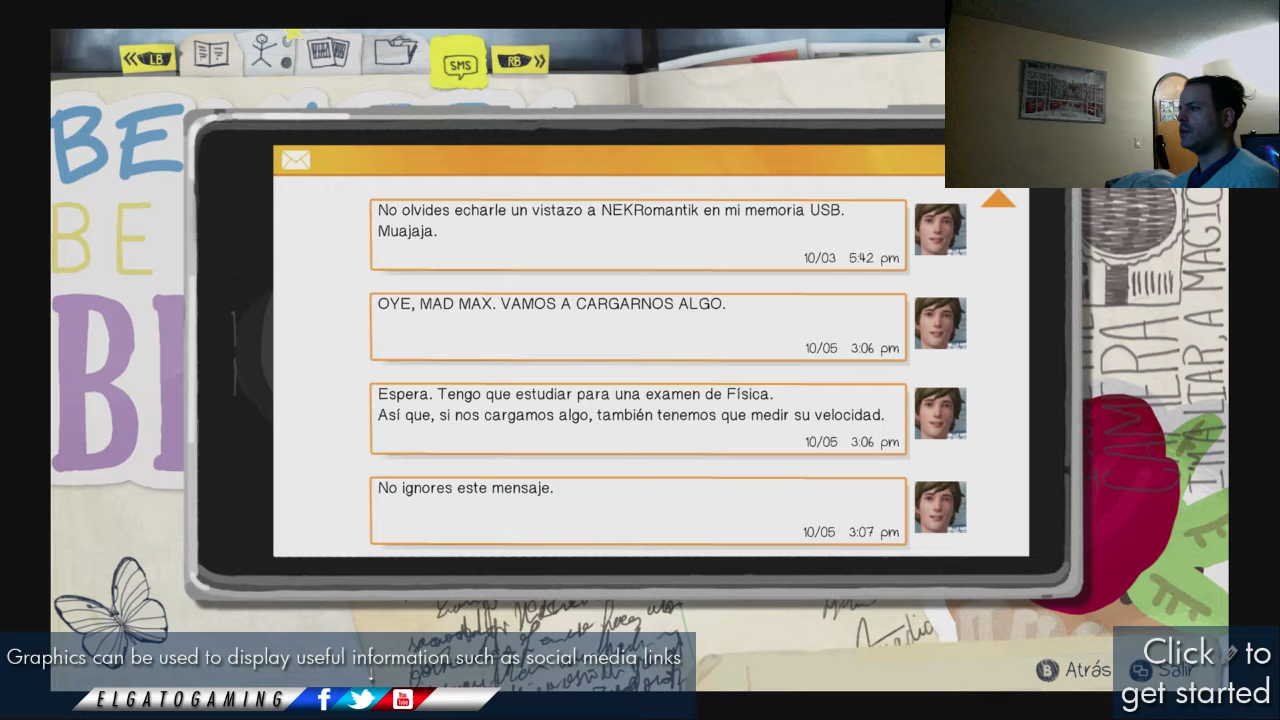 LB
SMS
RB
BE
BE
BE
No olvides echarle un vistazo a NEKRomantik en mi memoria USB.
Muajaja.
10/03 5:42 pm
OYE, MAD MAX. VAMOS A CARGARNOS ALGO.
10/05 3:06 pm
Espera. Tengo que estudiar para una examen de Física.
Así que, si nos cargamos algo, también tenemos que medir su velocidad.
10/05 3:06 pm
No ignores este mensaje.
10/05 3:07 pm
Graphics can be used to display useful information such as social media links
ELGATOGAMING
f
You Tube
B Atrás
Salir
Click to
get started